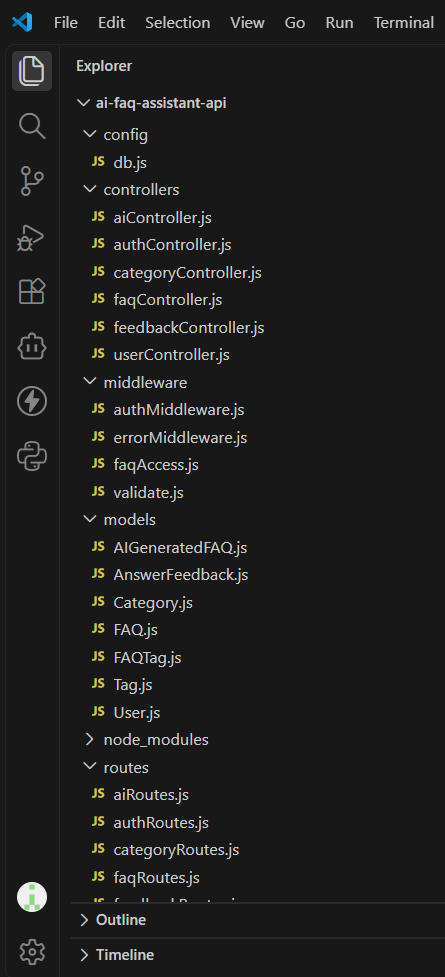 File Edit Selection View Go Run Terminal
Explorer
ai-faq-assistant-api
config
JS db.js
controllers
JS aiController.js
JS authController.js
JS categoryController.js
JS faqController.js
JS feedbackController.js
JS userController.js
middleware
JS authMiddleware.js
JS errorMiddleware.js
JS faqAccess.js
JS validate.js
models
JS AIGeneratedFAQ.js
JS AnswerFeedback.js
JS Category.js
JS FAQ.js
JS FAQTag.js
JS Tag.js
JS User.js
node_modules
routes
JS aiRoutes.js
JS authRoutes.js
JS categoryRoutes.js
JS faqRoutes.js
Outline
Timeline